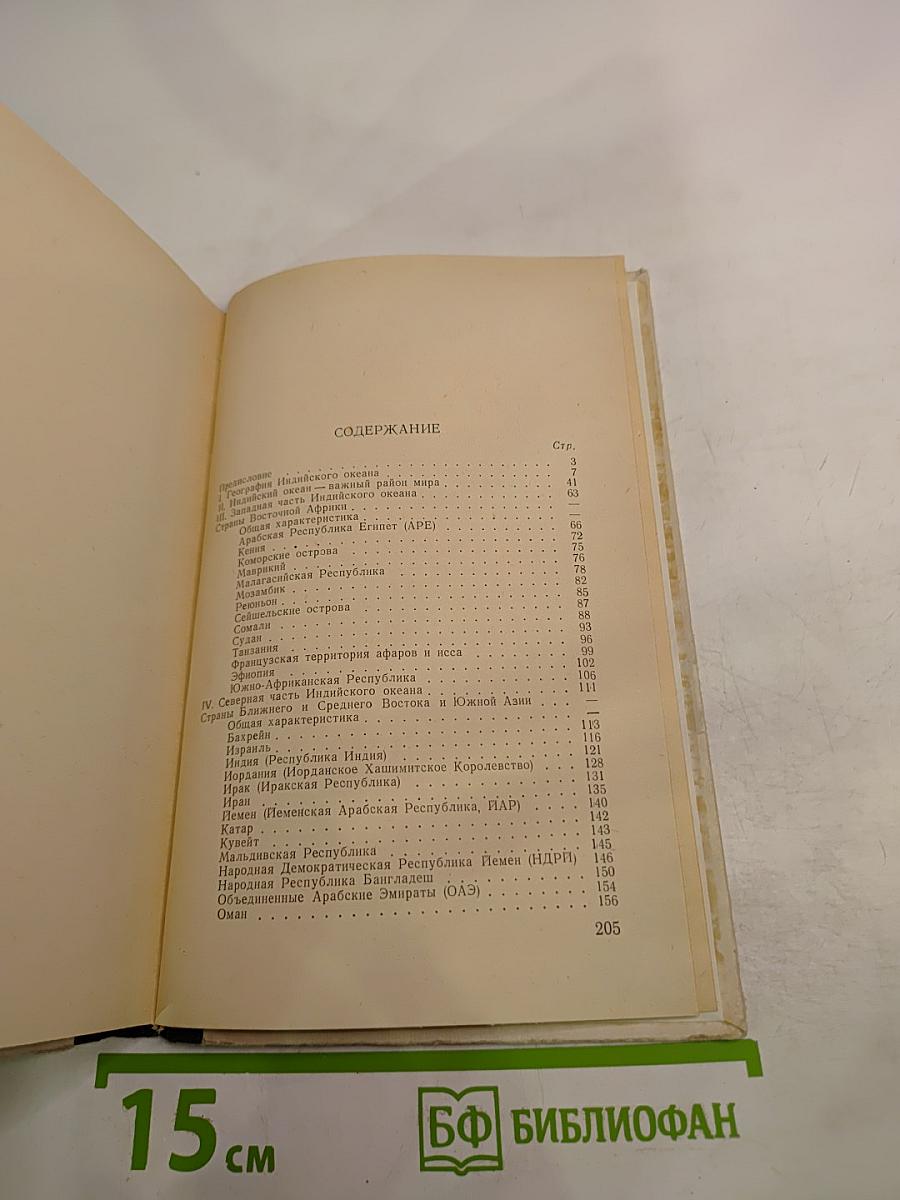 СОДЕРЖАНИЕ
Стр.
Предисловие . . . 3
I География Индийского океана . . . 7
II. Индийский океан — важный район мира . . . 41
III. Западная часть Индийского океана . . . 63
Страны Восточной Африки . . . —
Общая характеристика . . . —
Арабская Республика Египет (АРЕ) . . . 66
Кения . . . 72
Коморские острова . . . 75
Маврикий . . . 76
Малагасийская Республика . . . 78
Мозамбик . . . 82
Реюньон . . . 85
Сейшельские острова . . . 87
Сомали . . . 88
Судан . . . 93
Танзания . . . 96
Французская территория афаров и исса . . . 99
Эфиопия . . . 102
Южно-Африканская Республика . . . 106
IV. Северная часть Индийского океана . . . 111
Страны Ближнего и Среднего Востока и Южной Азии . . . —
Общая характеристика . . . —
Бахрейн . . . 113
Израиль . . . 116
Индия (Республика Индия) . . . 121
Иордания (Иорданское Хашимитское Королевство) . . . 128
Ирак (Иракская Республика) . . . 131
Иран . . . 135
Йемен (Йеменская Арабская Республика, ЙАР) . . . 140
Катар . . . 142
Кувейт . . . 143
Мальдивская Республика . . . 145
Народная Демократическая Республика Йемен (НДРЙ) 146
Народная Республика Бангладеш . . . 150
Объединенные Арабские Эмираты (ОАЭ) . . . 154
Оман . . . 156
205
15 см
БФ БИБЛИОФАН